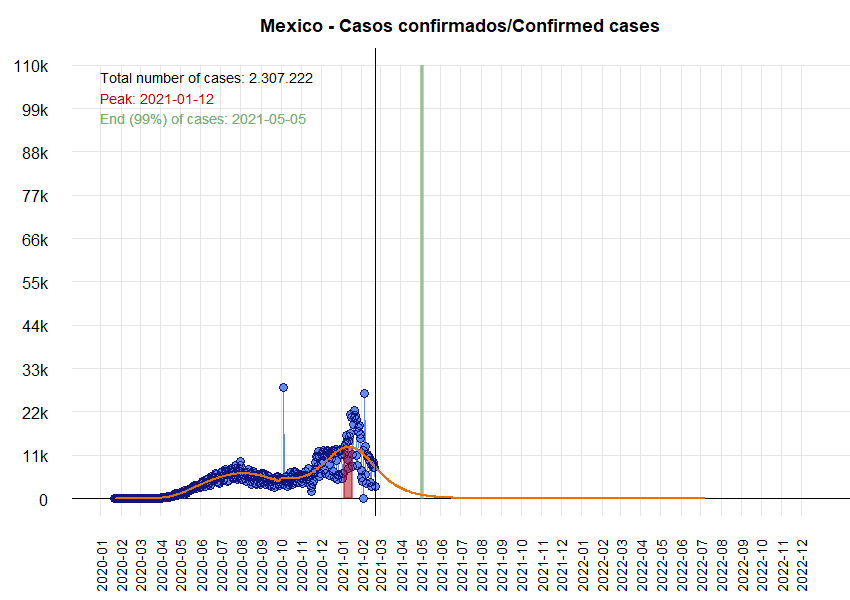 Mexico - Casos confirmados/Confirmed cases
110k
99k
88k
77k
66k
55k
44k
33k
22k
11k
0
Total number of cases: 2.307.222
Peak: 2021-01-12
End (99%) of cases: 2021-05-05
2020-01
2020-02
2020-03
2020-04
2020-05
2020-06
2020-07
2020-08
2020-09
2020-10
2020-11
2020-12
2021-01
2021-02
2021-03
2021-04
2021-05
2021-06
2021-07
2021-08
2021-09
2021-10
2021-11
2021-12
2022-01
2022-02
2022-03
2022-04
2022-05
2022-06
2022-07
2022-08
2022-09
2022-10
2022-11
2022-12